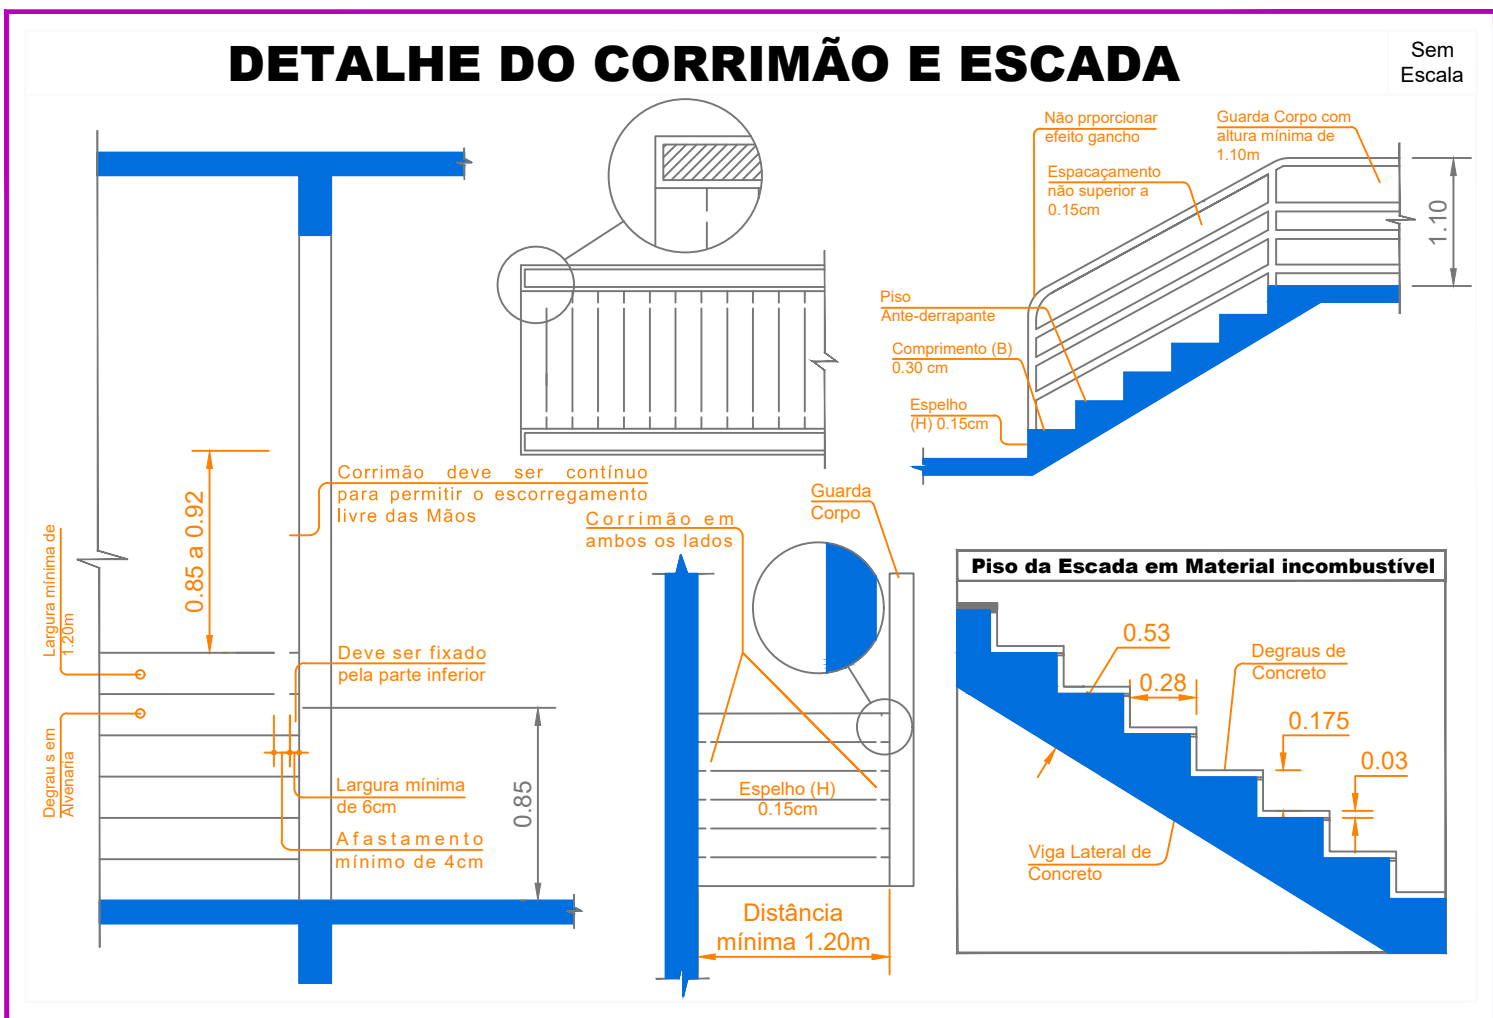 DETALHE DO CORRIMÃO E ESCADA
Sem
Escala
Não prporcionar
efeito gancho
Guarda Corpo com
altura mínima de
1.10m
Espacaçamento
não superior a
0.15cm
1.10
Piso
Ante-derrapante
Comprimento (B)
0.30 cm
Espelho
(H) 0.15cm
Corrimão deve ser contínuo
para permitir o escorregamento
livre das Mãos
0.85 a 0.92
Largura mínima de
1.20m
Degrau s em
Alvenaria
Deve ser fixado
pela parte inferior
Largura mínima
de 6cm
Afastamento
mínimo de 4cm
0.85
Guarda
Corpo
Corrimão em
ambos os lados
Espelho (H)
0.15cm
Distância
mínima 1.20m
Piso da Escada em Material incombustível
0.53
0.28
Degraus de
Concreto
0.175
0.03
Viga Lateral de
Concreto